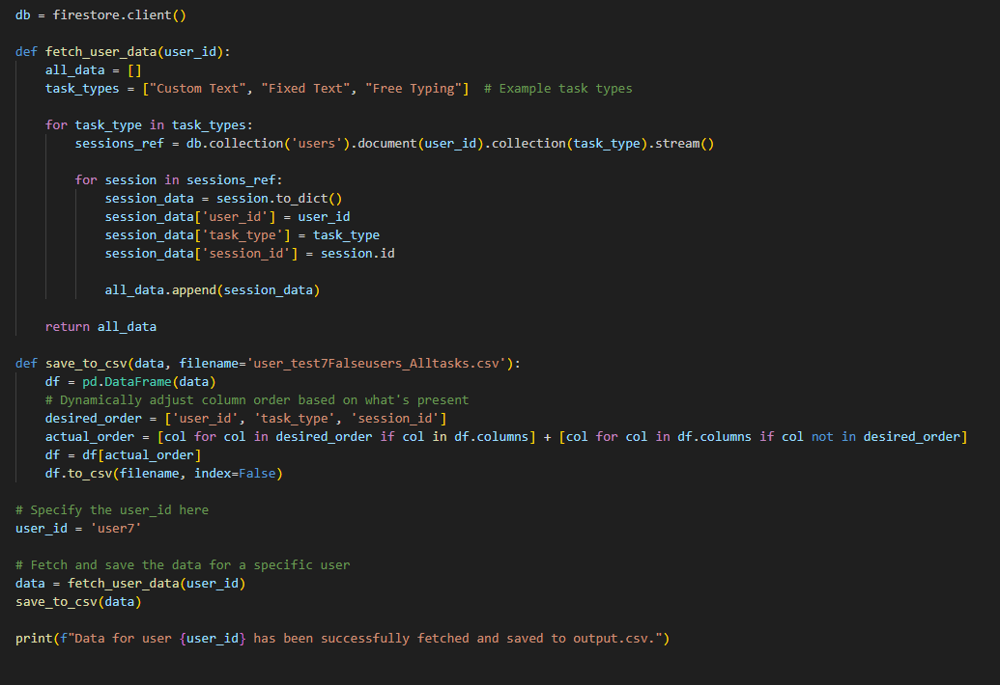 db = firestore.client()
def fetch_user_data(user_id):
all_data = []
task_types = ["Custom Text", "Fixed Text", "Free Typing"]  # Example task types
for task_type in task_types:
sessions_ref = db.collection('users').document(user_id).collection(task_type).stream()
for session in sessions_ref:
session_data = session.to_dict()
session_data['user_id'] = user_id
session_data['task_type'] = task_type
session_data['session_id'] = session.id
all_data.append(session_data)
return all_data
def save_to_csv(data, filename='user_test7Falseusers_Alltasks.csv'):
df = pd.DataFrame(data)
# Dynamically adjust column order based on what's present
desired_order = ['user_id', 'task_type', 'session_id']
actual_order = [col for col in desired_order if col in df.columns] + [col for col in df.columns if col not in desired_order]
df = df[actual_order]
df.to_csv(filename, index=False)
# Specify the user_id here
user_id = 'user7'
# Fetch and save the data for a specific user
data = fetch_user_data(user_id)
save_to_csv(data)
print(f"Data for user {user_id} has been successfully fetched and saved to output.csv.")